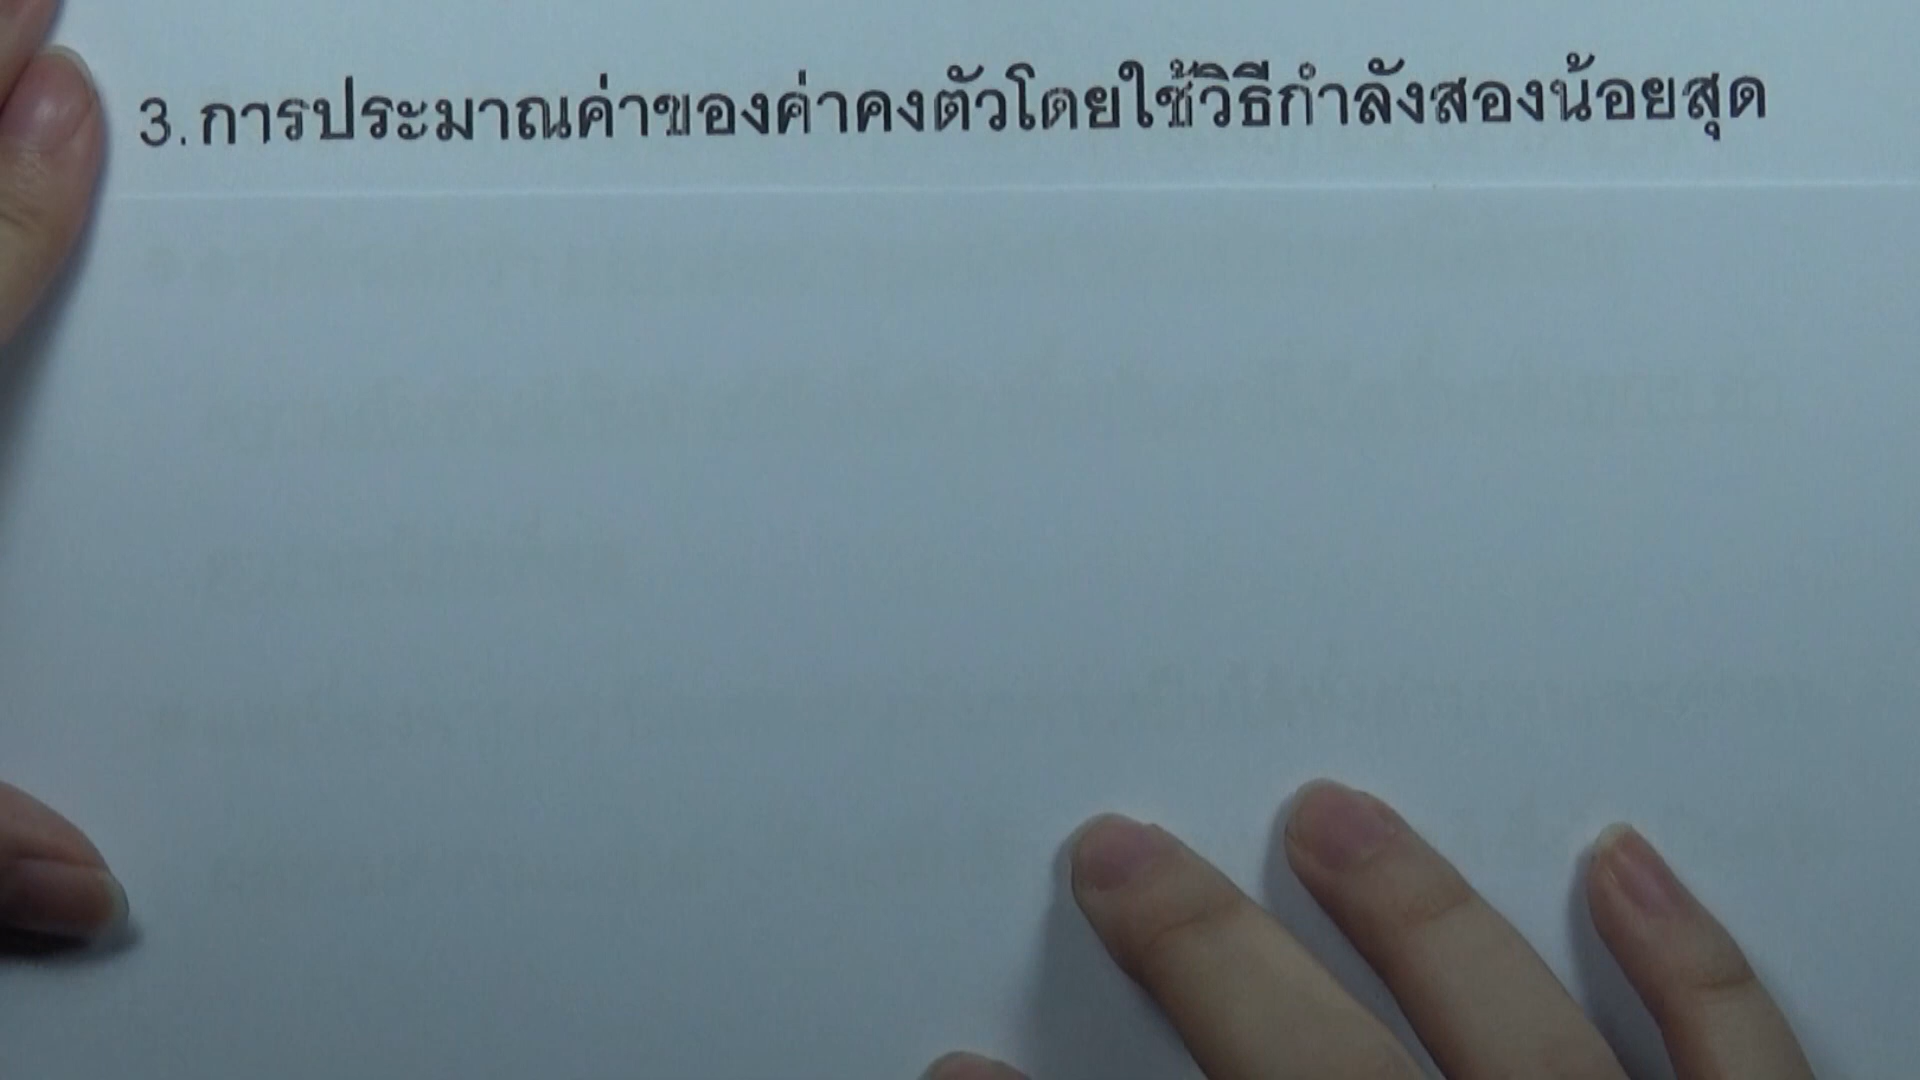 3. การประมาณค่าของค่าคงตัวโดยใช้วิธีกำลังสองน้อยสุด